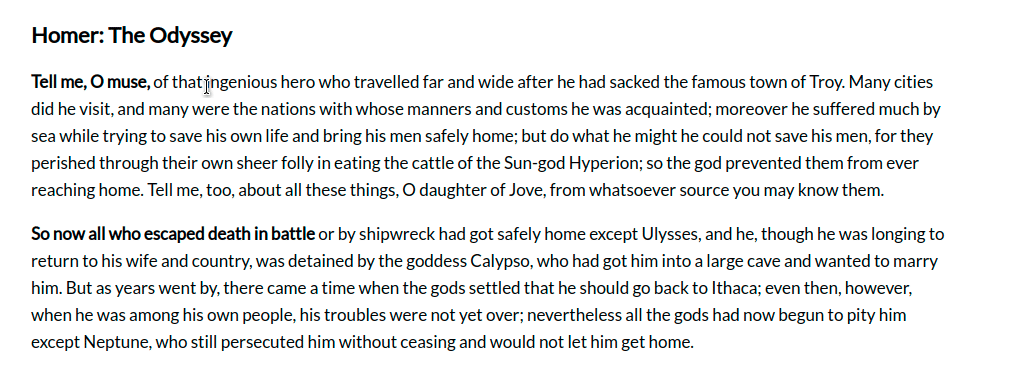 Homer: The Odyssey
Tell me, O muse, of that ingenious hero who travelled far and wide after he had sacked the famous town of Troy. Many cities
did he visit, and many were the nations with whose manners and customs he was acquainted; moreover he suffered much by
sea while trying to save his own life and bring his men safely home; but do what he might he could not save his men, for they
perished through their own sheer folly in eating the cattle of the Sun-god Hyperion; so the god prevented them from ever
reaching home. Tell me, too, about all these things, O daughter of Jove, from whatsoever source you may know them.
So now all who escaped death in battle or by shipwreck had got safely home except Ulysses, and he, though he was longing to
return to his wife and country, was detained by the goddess Calypso, who had got him into a large cave and wanted to marry
him. But as years went by, there came a time when the gods settled that he should go back to Ithaca; even then, however,
when he was among his own people, his troubles were not yet over; nevertheless all the gods had now begun to pity him
except Neptune, who still persecuted him without ceasing and would not let him get home.